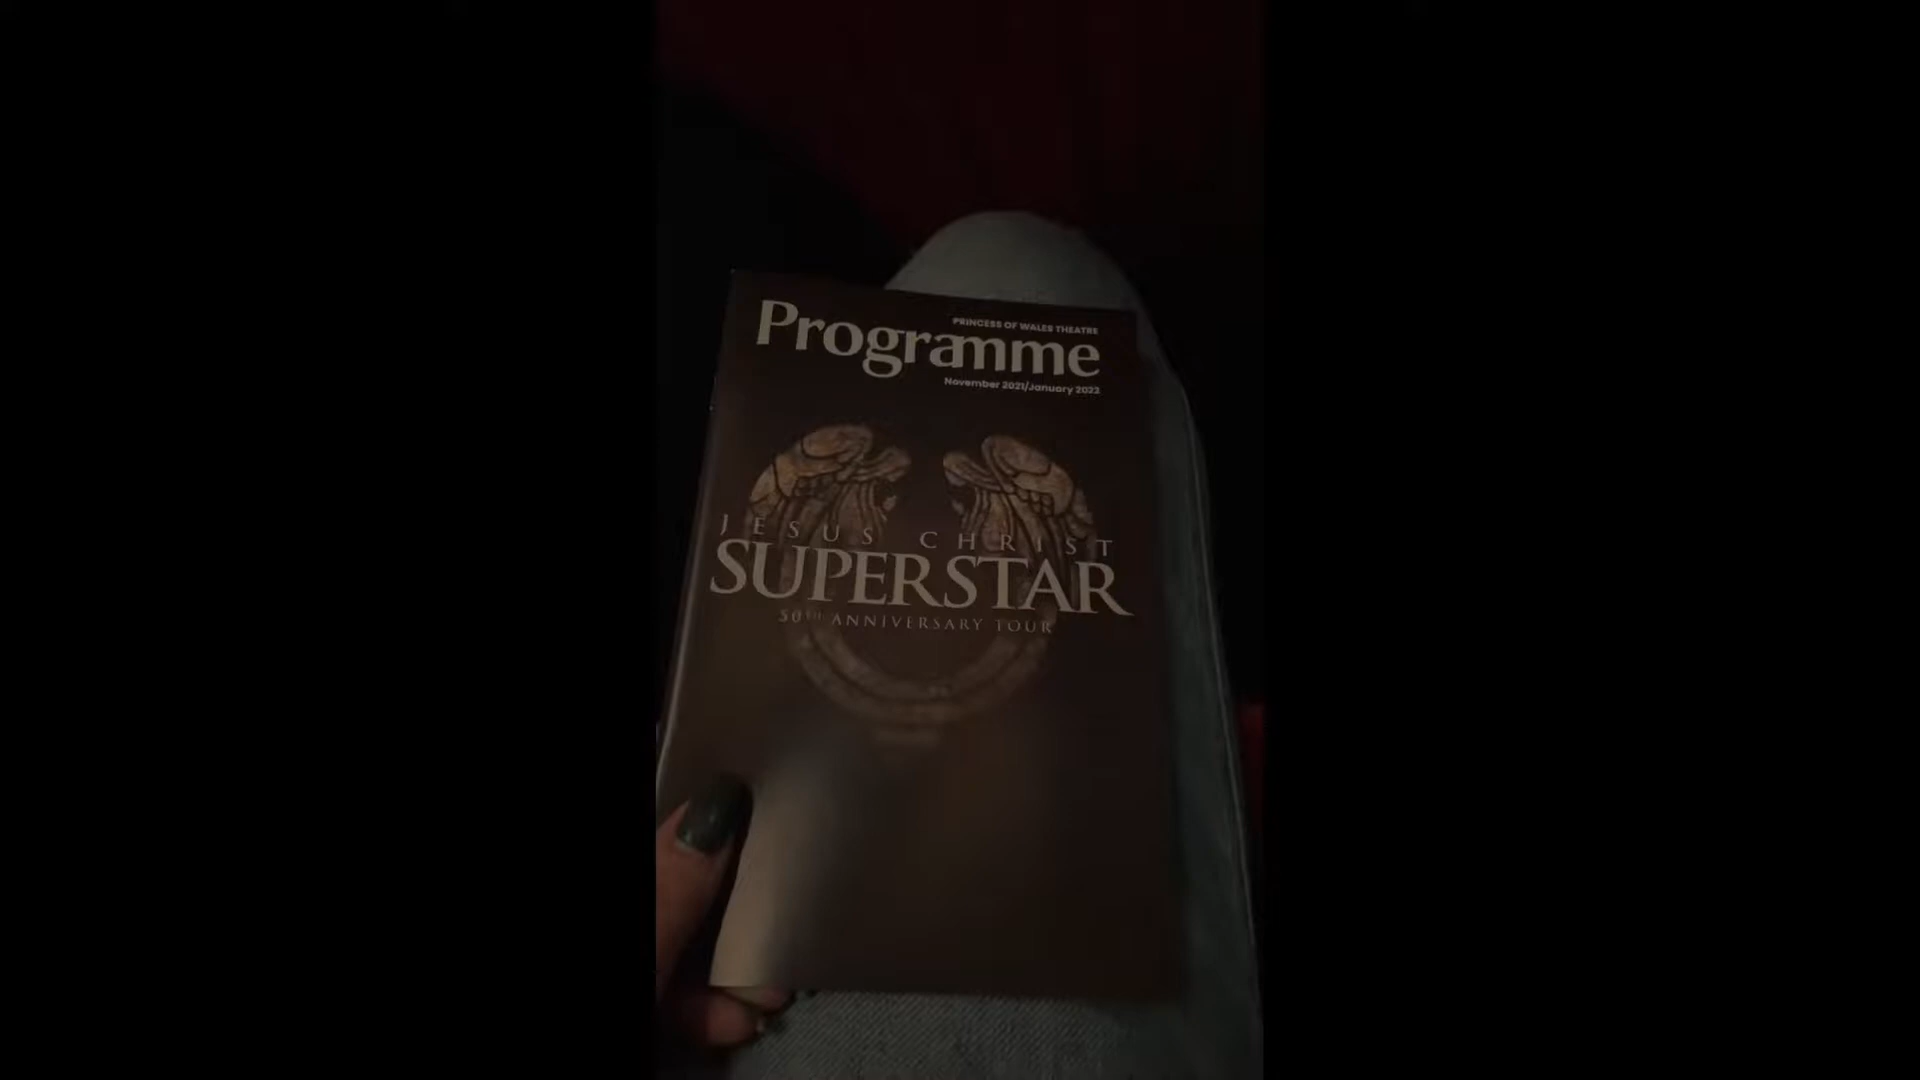 PRINCESS OF WALES THEATRE
Programme
November 2021/January 2022
JESUS CHRIST
SUPERSTAR
50TH ANNIVERSARY TOUR